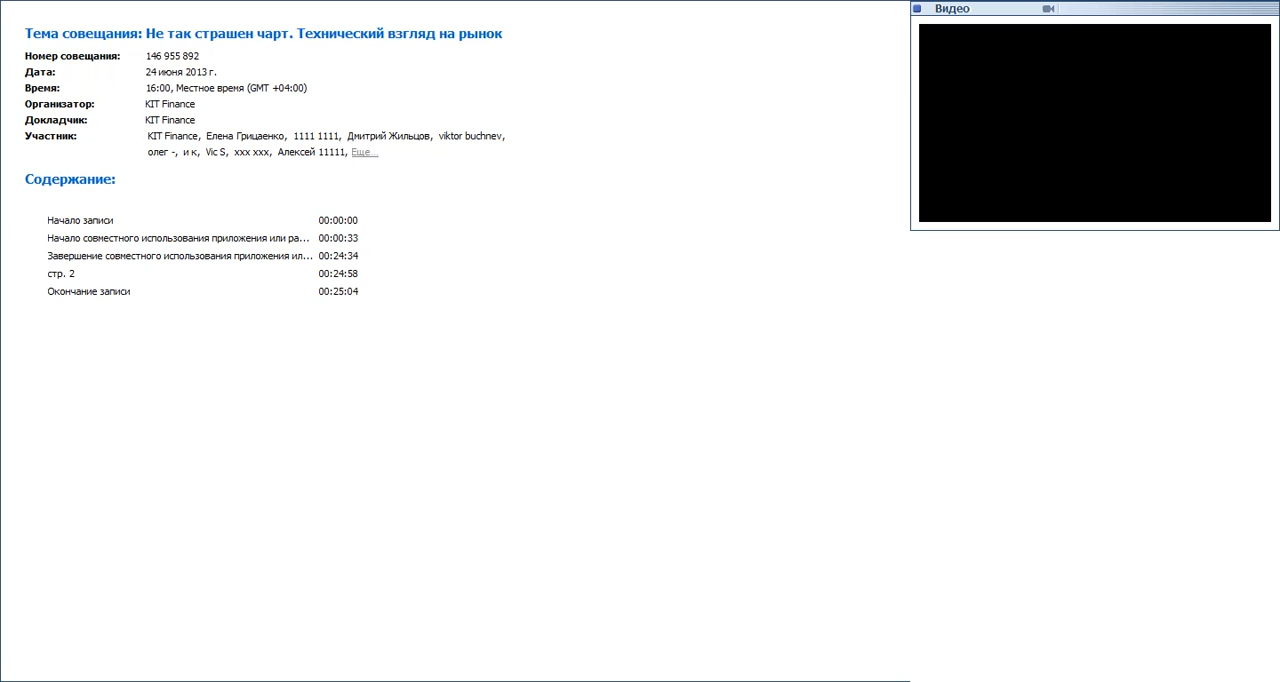 Тема совещания: Не так страшен чарт. Технический взгляд на рынок
Номер совещания: 146 955 892
Дата: 24 июня 2013 г.
Время: 16:00, Местное время (GMT +04:00)
Организатор: KIT Finance
Докладчик: KIT Finance
Участник: KIT Finance, Елена Грицаенко, 1111 1111, Дмитрий Жильцов, viktor buchnev,
олег -, и к, Vic S, xxx xxx, Алексей 11111, Еще...
Содержание:
Начало записи 00:00:00
Начало совместного использования приложения или ра... 00:00:33
Завершение совместного использования приложения ил... 00:24:34
стр. 2 00:24:58
Окончание записи 00:25:04
Видео